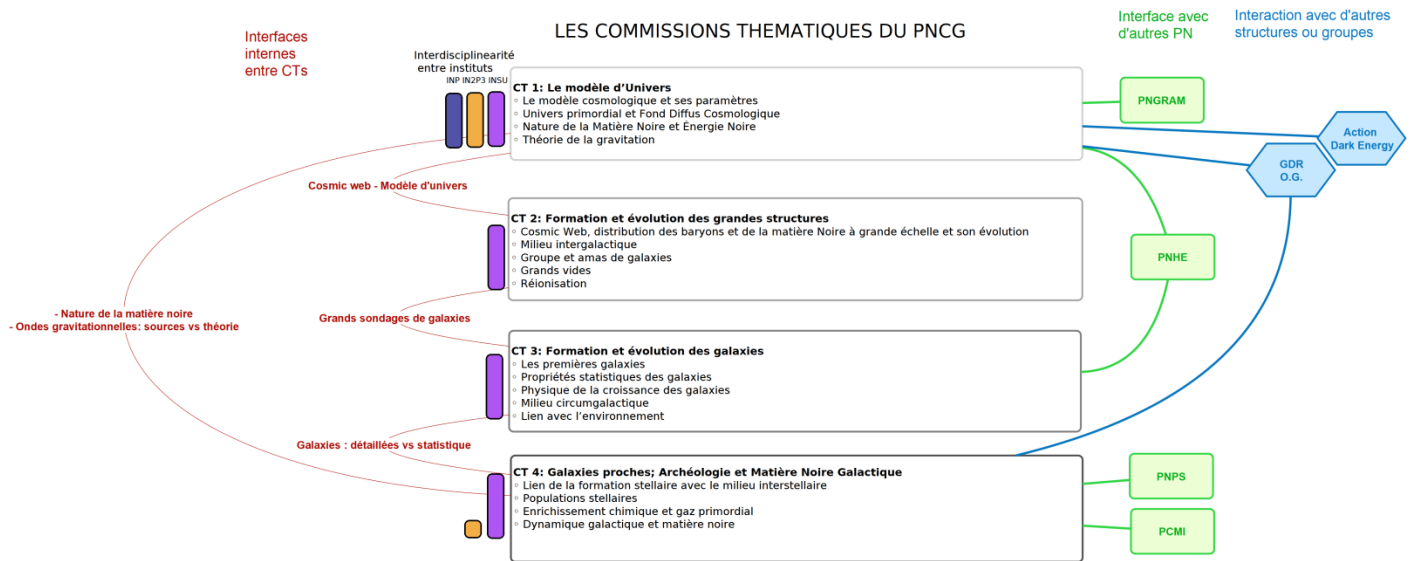 LES COMMISSIONS THEMATIQUES DU PNCG
Interfaces
internes
entre CTs
Interface avec
d'autres PN
Interaction avec d'autres
structures ou groupes
Interdisciplinearité
entre instituts
INP IN2P3 INSU
CT 1: Le modèle d'Univers
◦ Le modèle cosmologique et ses paramètres
◦ Univers primordial et Fond Diffus Cosmologique
◦ Nature de la Matière Noire et Énergie Noire
◦ Théorie de la gravitation
PNGRAM
Action
Dark Energy
GDR
O.G.
Cosmic web - Modèle d'univers
CT 2: Formation et évolution des grandes structures
◦ Cosmic Web, distribution des baryons et de la matière Noire à grande échelle et son évolution
◦ Milieu intergalactique
◦ Groupe et amas de galaxies
◦ Grands vides
◦ Réionisation
PNHE
- Nature de la matière noire
- Ondes gravitationnelles: sources vs théorie
Grands sondages de galaxies
CT 3: Formation et évolution des galaxies
◦ Les premières galaxies
◦ Propriétés statistiques des galaxies
◦ Physique de la croissance des galaxies
◦ Milieu circumgalactique
◦ Lien avec l'environnement
Galaxies : détaillées vs statistique
CT 4: Galaxies proches; Archéologie et Matière Noire Galactique
◦ Lien de la formation stellaire avec le milieu interstellaire
◦ Populations stellaires
◦ Enrichissement chimique et gaz primordial
◦ Dynamique galactique et matière noire
PNPS
PCMI